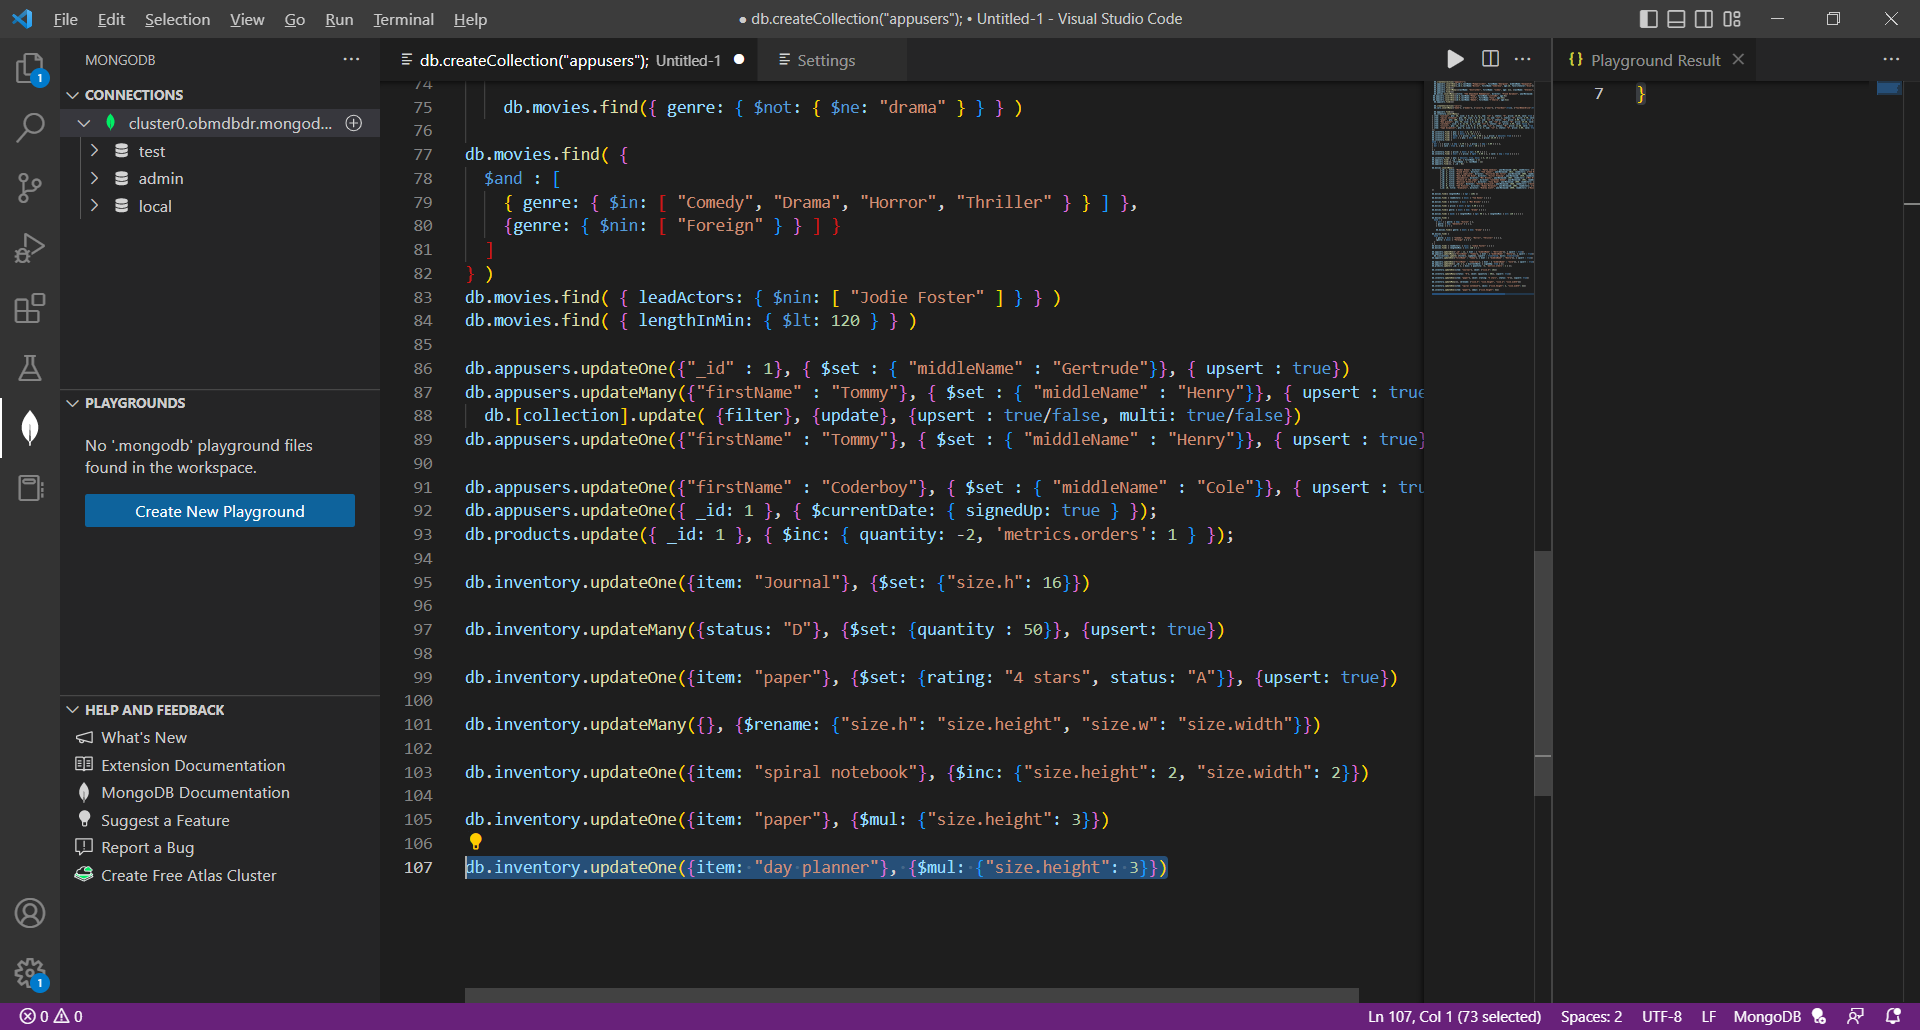 File Edit Selection View Go Run Terminal Help
● db.createCollection("appusers"); • Untitled-1 - Visual Studio Code
MONGODB
CONNECTIONS
cluster0.obmdbdr.mongod...
test
admin
local
PLAYGROUNDS
No '.mongodb' playground files
found in the workspace.
Create New Playground
HELP AND FEEDBACK
What's New
Extension Documentation
MongoDB Documentation
Suggest a Feature
Report a Bug
Create Free Atlas Cluster
1
1
db.createCollection("appusers"); Untitled-1 ●
Settings
74
75 db.movies.find({ genre: { $not: { $ne: "drama" } } } )
76
77 db.movies.find( {
78 $and : [
79 { genre: { $in: [ "Comedy", "Drama", "Horror", "Thriller" } } ] },
80 {genre: { $nin: [ "Foreign" } } ] }
81 ]
82 } )
83 db.movies.find( { leadActors: { $nin: [ "Jodie Foster" ] } } )
84 db.movies.find( { lengthInMin: { $lt: 120 } } )
85
86 db.appusers.updateOne({"_id" : 1}, { $set : { "middleName" : "Gertrude"}}, { upsert : true})
87 db.appusers.updateMany({"firstName" : "Tommy"}, { $set : { "middleName" : "Henry"}}, { upsert : true
88 db.[collection].update( {filter}, {update}, {upsert : true/false, multi: true/false})
89 db.appusers.updateOne({"firstName" : "Tommy"}, { $set : { "middleName" : "Henry"}}, { upsert : true}
90
91 db.appusers.updateOne({"firstName" : "Coderboy"}, { $set : { "middleName" : "Cole"}}, { upsert : tru
92 db.appusers.updateOne({ _id: 1 }, { $currentDate: { signedUp: true } });
93 db.products.update({ _id: 1 }, { $inc: { quantity: -2, 'metrics.orders': 1 } });
94
95 db.inventory.updateOne({item: "Journal"}, {$set: {"size.h": 16}})
96
97 db.inventory.updateMany({status: "D"}, {$set: {quantity : 50}}, {upsert: true})
98
99 db.inventory.updateOne({item: "paper"}, {$set: {rating: "4 stars", status: "A"}}, {upsert: true})
100
101 db.inventory.updateMany({}, {$rename: {"size.h": "size.height", "size.w": "size.width"}})
102
103 db.inventory.updateOne({item: "spiral notebook"}, {$inc: {"size.height": 2, "size.width": 2}})
104
105 db.inventory.updateOne({item: "paper"}, {$mul: {"size.height": 3}})
106
107 db.inventory.updateOne({item: "day planner"}, {$mul: {"size.height": 3}})
{} Playground Result
7 }
0 0
Ln 107, Col 1 (73 selected) Spaces: 2 UTF-8 LF MongoDB